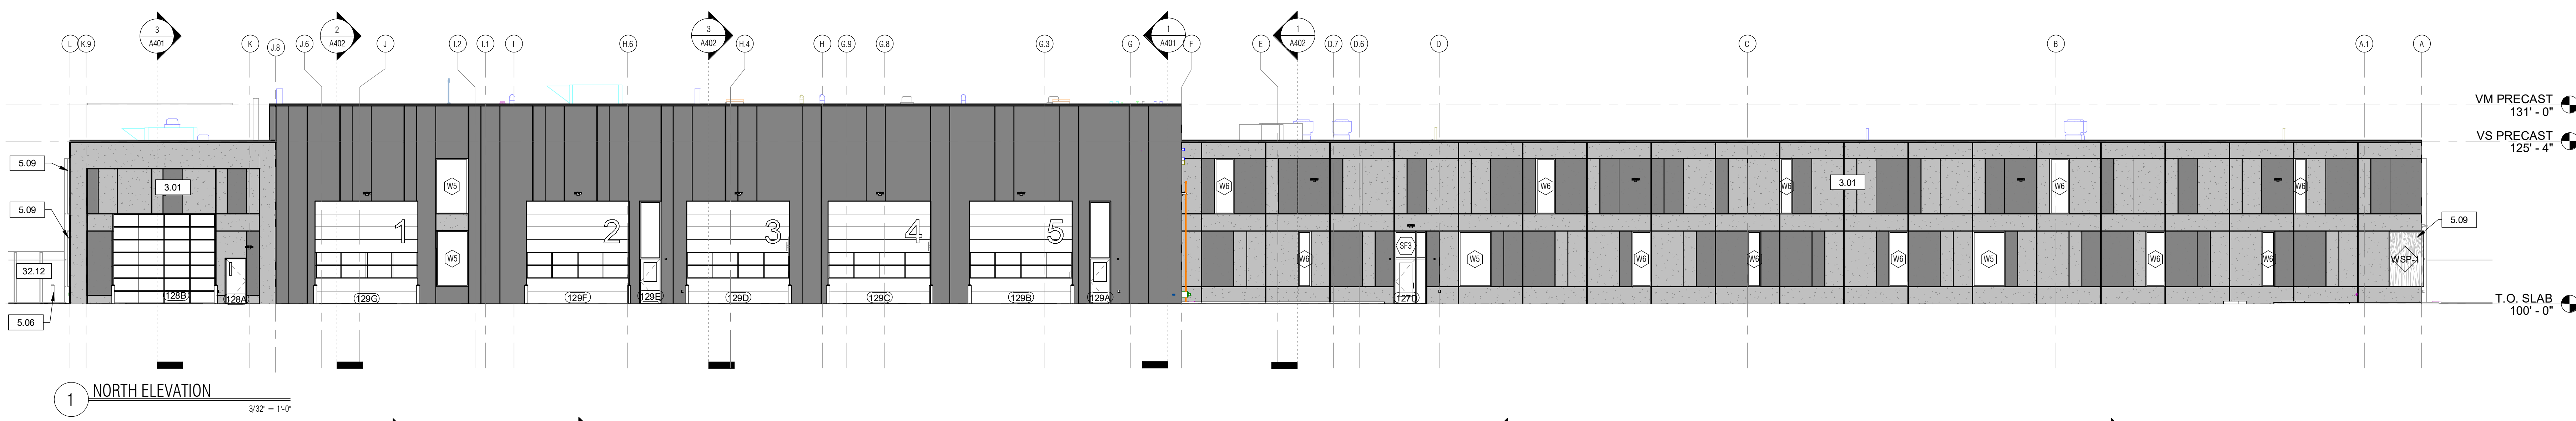 3
A401
2
A402
3
A402
1
A401
1
A402
L
K.9
K
J.8
J.6
J
I.2
I.1
I
H.6
H.4
H
G.9
G.8
G.3
G
F
E
D.7
D.6
D
C
B
A.1
A
VM PRECAST
131' - 0"
VS PRECAST
125' - 4"
5.09
3.01
W5
W6
W6
W6
3.01
W6
W6
5.09
1
2
3
4
5
5.09
W5
SF3
W6
W5
W6
W6
W6
W5
W6
W6
WSP-1
32.12
128B
128A
129G
129F
129E
129D
129C
129B
129A
127D
T.O. SLAB
100' - 0"
5.06
1
NORTH ELEVATION
3/32" = 1'-0"